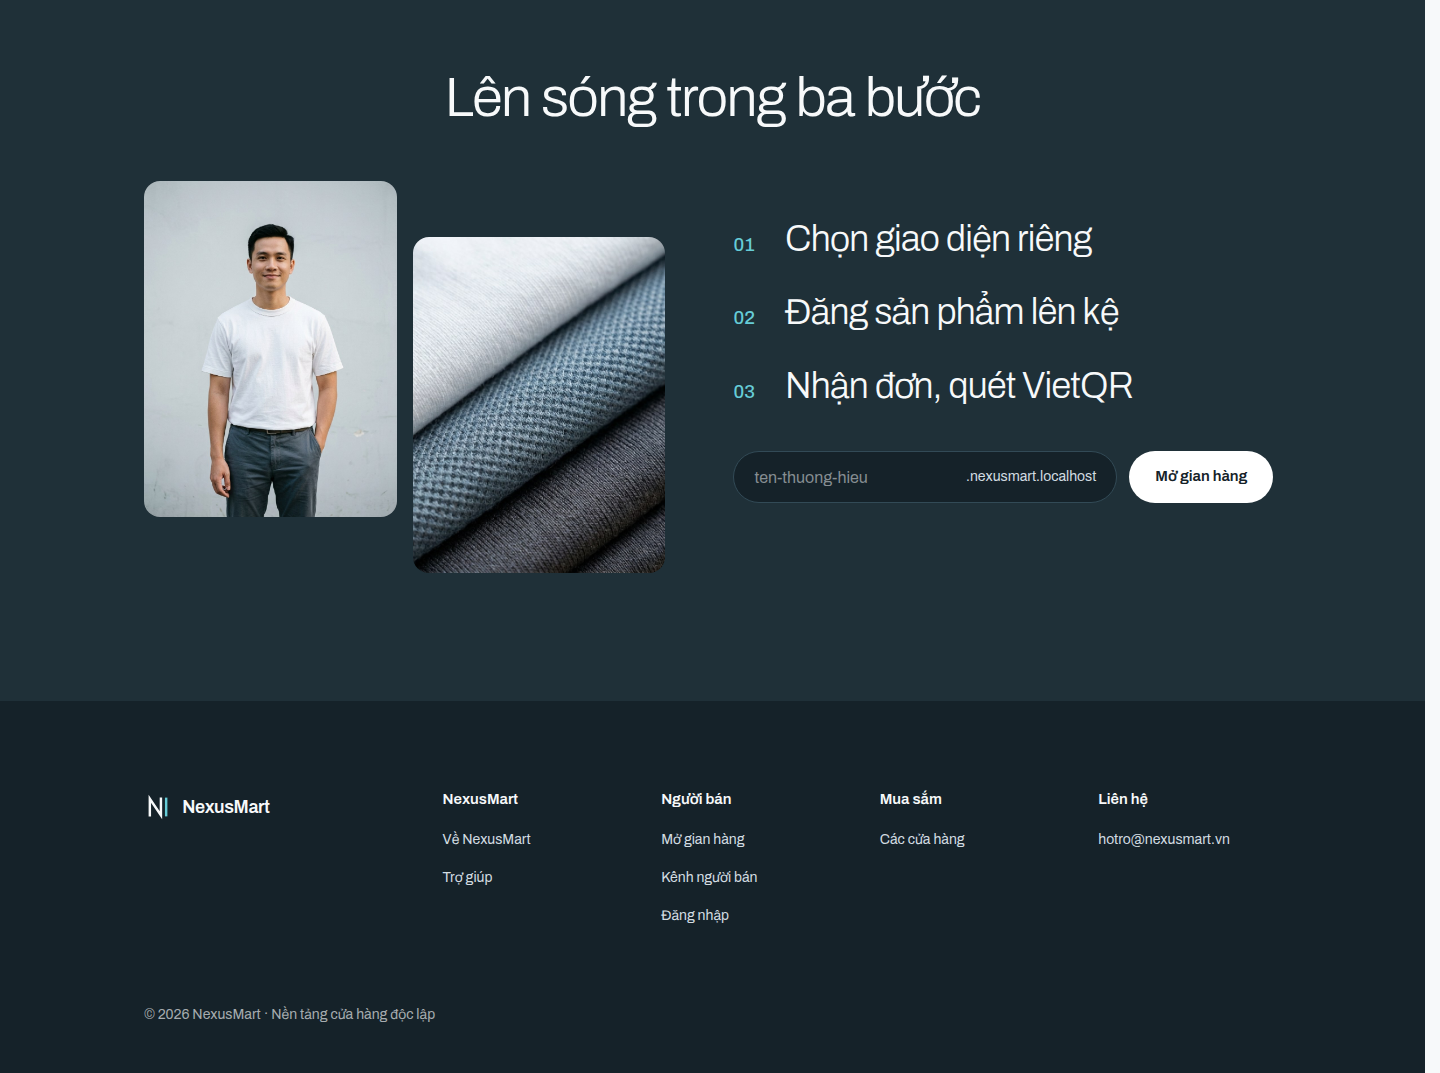 Lên sóng trong ba bước
01 Chọn giao diện riêng
02 Đăng sản phẩm lên kệ
03 Nhận đơn, quét VietQR
ten-thuong-hieu .nexusmart.localhost Mở gian hàng
NexusMart
NexusMart
Về NexusMart
Trợ giúp
Người bán
Mở gian hàng
Kênh người bán
Đăng nhập
Mua sắm
Các cửa hàng
Liên hệ
hotro@nexusmart.vn
© 2026 NexusMart · Nền tảng cửa hàng độc lập